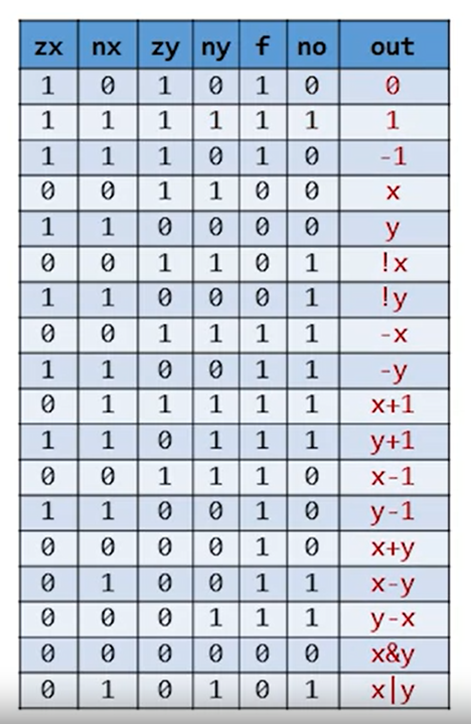 zx nx zy ny f no out
1 0 1 0 1 0 0
1 1 1 1 1 1 1
1 1 1 0 1 0 -1
0 0 1 1 0 0 x
1 1 0 0 0 0 y
0 0 1 1 0 1 !x
1 1 0 0 0 1 !y
0 0 1 1 1 1 -x
1 1 0 0 1 1 -y
0 1 1 1 1 1 x+1
1 1 0 1 1 1 y+1
0 0 1 1 1 0 x-1
1 1 0 0 1 0 y-1
0 0 0 0 1 0 x+y
0 1 0 0 1 1 x-y
0 0 0 1 1 1 y-x
0 0 0 0 0 0 x&y
0 1 0 1 0 1 x|y